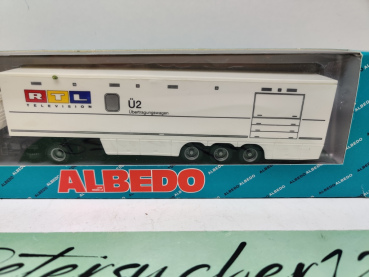 RTL
TELEVISION
Ü2
Übertragungswagen
ALBEDO